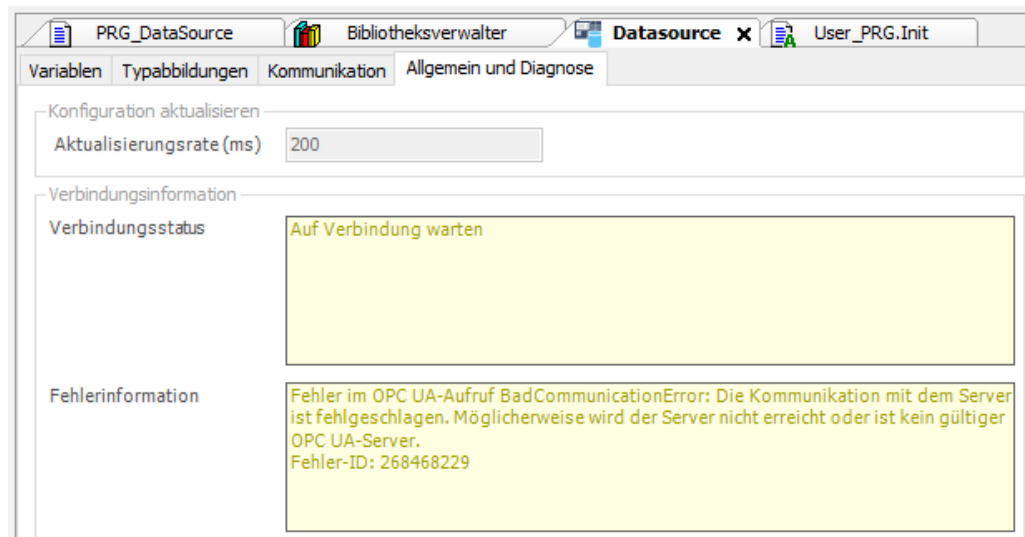 PRG_DataSource Bibliotheksverwalter Datasource User_PRG.Init
Variablen Typabbildungen Kommunikation Allgemein und Diagnose
Konfiguration aktualisieren
Aktualisierungsrate (ms) 200
Verbindungsinformation
Verbindungsstatus Auf Verbindung warten
Fehlerinformation Fehler im OPC UA-Aufruf BadCommunicationError: Die Kommunikation mit dem Server
ist fehlgeschlagen. Möglicherweise wird der Server nicht erreicht oder ist kein gültiger
OPC UA-Server.
Fehler-ID: 268468229